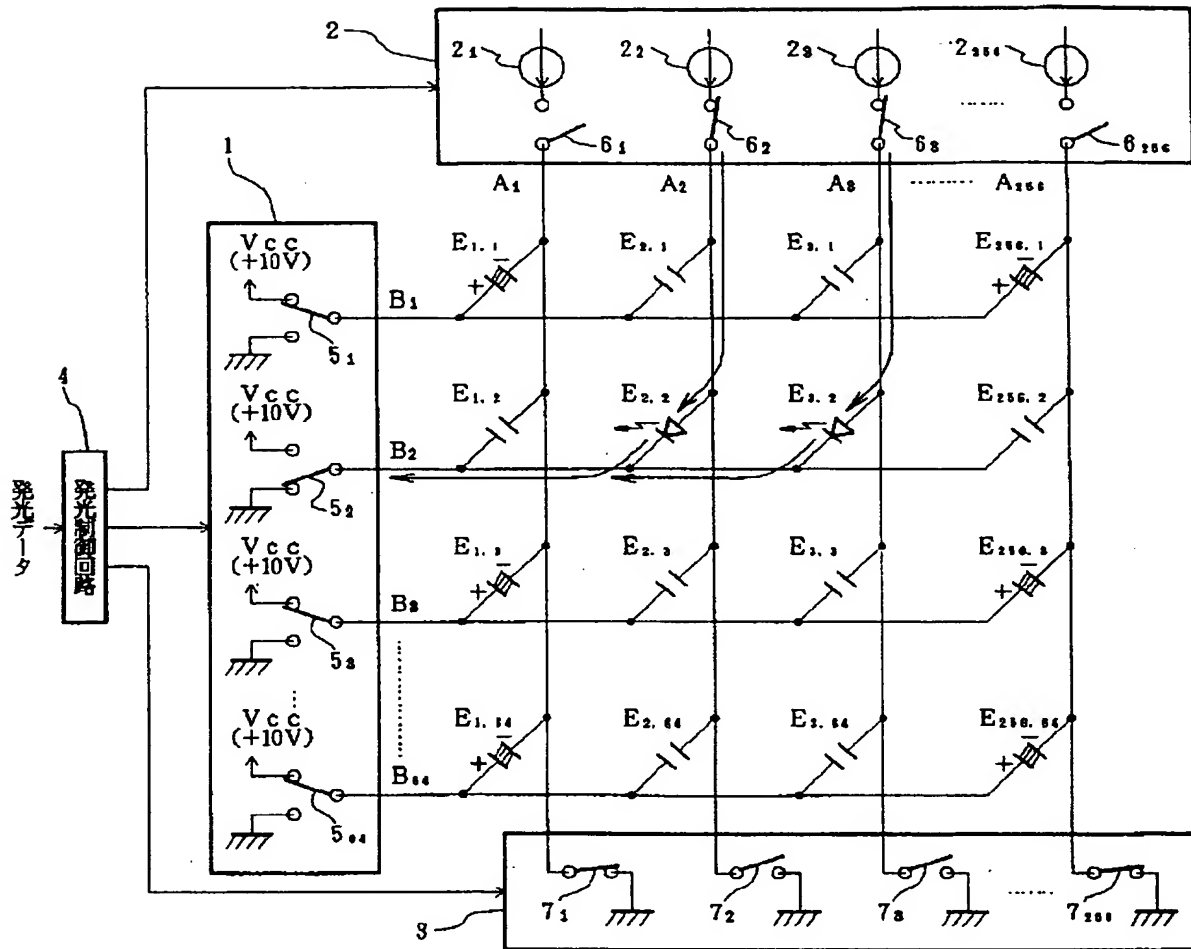 2
2₁
2₂
2₃
2₂₅₆
6₁
6₂
6₃
6₂₅₆
A₁
A₂
A₃
A₂₅₆
1
Vcc
(+10V)
5₁
B₁
E₁.₁
E₂.₁
E₃.₁
E₂₅₆.₁
+
−
+
−
4
発光データ
発光制御回路
Vcc
(+10V)
5₂
B₂
E₁.₂
E₂.₂
E₃.₂
E₂₅₆.₂
Vcc
(+10V)
5₃
B₃
E₁.₃
E₂.₃
E₃.₃
E₂₅₆.₃
+
−
+
−
Vcc
(+10V)
5₆₄
B₆₄
E₁.₆₄
E₂.₆₄
E₃.₆₄
E₂₅₆.₆₄
+
−
+
−
7₁
7₂
7₃
7₂₅₆
3